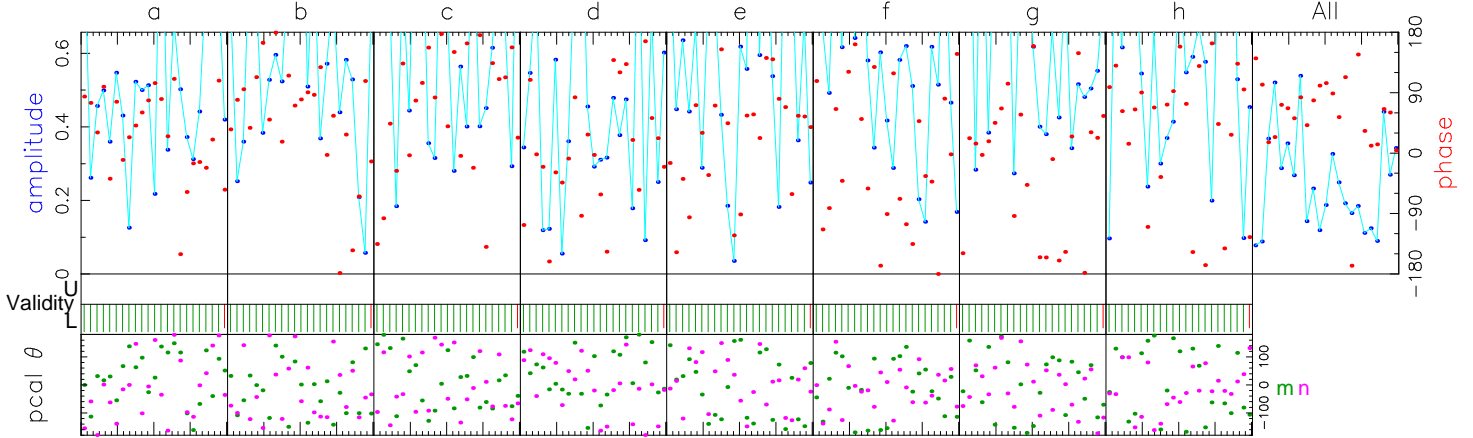 a b c d e f g h All
amplitude
0 0.2 0.4 0.6
180 90 0 −90 −180
phase
Validity
U
L
pcal θ
100 0 −100
m n